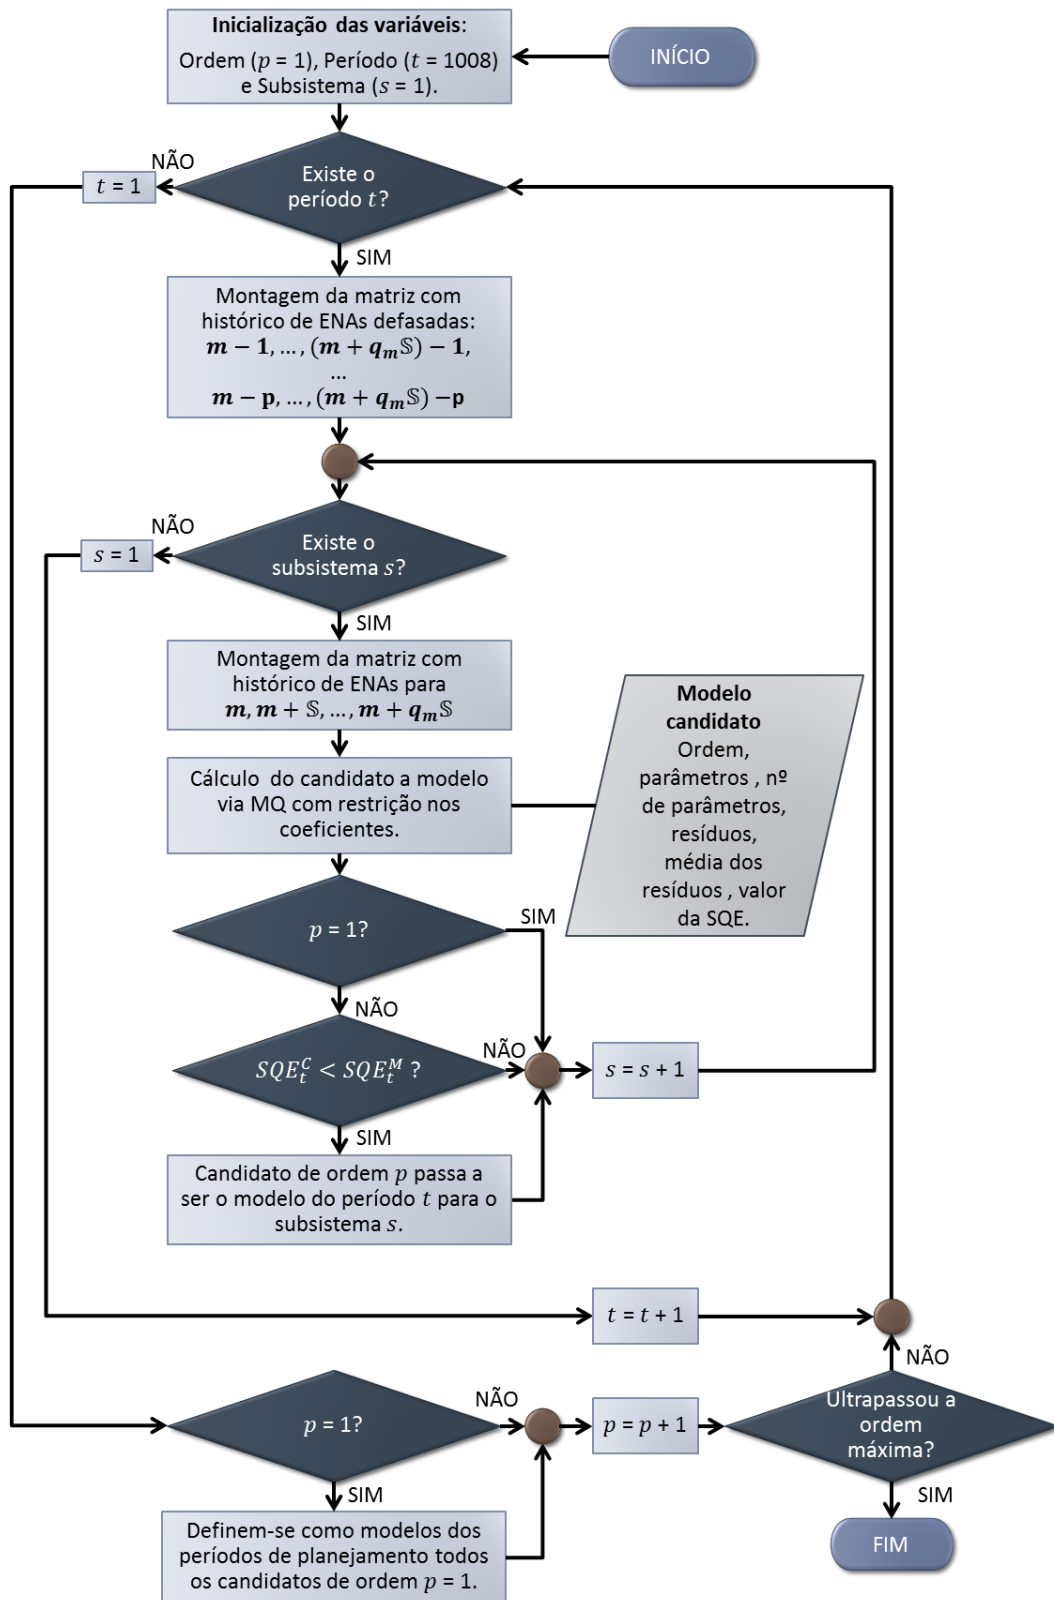 Inicialização das variáveis:
Ordem (p = 1), Período (t = 1008)
e Subsistema (s = 1).
INÍCIO
NÃO
t = 1
Existe o
período t?
SIM
Montagem da matriz com
histórico de ENAs defasadas:
m − 1, ..., (m + qₘ𝕊) − 1,
...
m − p, ..., (m + qₘ𝕊) −p
NÃO
s = 1
Existe o
subsistema s?
SIM
Montagem da matriz com
histórico de ENAs para
m, m + 𝕊, ..., m + qₘ𝕊
Cálculo do candidato a modelo
via MQ com restrição nos
coeficientes.
Modelo
candidato
Ordem,
parâmetros , nº
de parâmetros,
resíduos,
média dos
resíduos , valor
da SQE.
p = 1?
SIM
NÃO
SQE_t^C < SQE_t^M ?
NÃO
s = s + 1
SIM
Candidato de ordem p passa a
ser o modelo do período t para o
subsistema s.
t = t + 1
NÃO
p = 1?
NÃO
p = p + 1
Ultrapassou a
ordem
máxima?
SIM
SIM
Definem-se como modelos dos
períodos de planejamento todos
os candidatos de ordem p = 1.
FIM